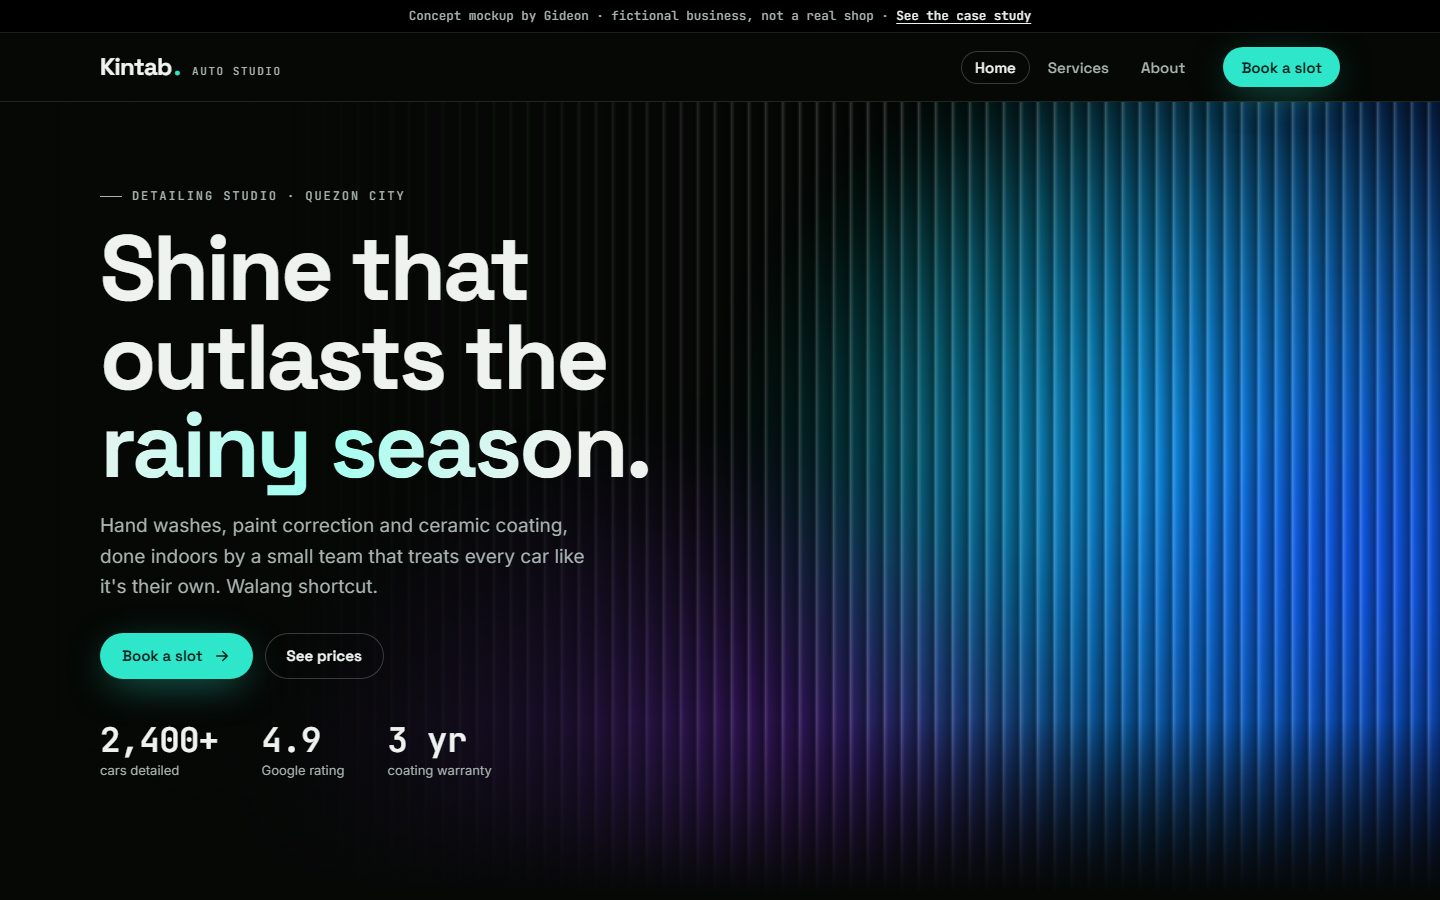 Concept mockup by Gideon · fictional business, not a real shop · See the case study
Kintab. AUTO STUDIO
Home
Services
About
Book a slot
DETAILING STUDIO · QUEZON CITY
Shine that
outlasts the
rainy season.
Hand washes, paint correction and ceramic coating,
done indoors by a small team that treats every car like
it's their own. Walang shortcut.
Book a slot →
See prices
2,400+
cars detailed
4.9
Google rating
3 yr
coating warranty